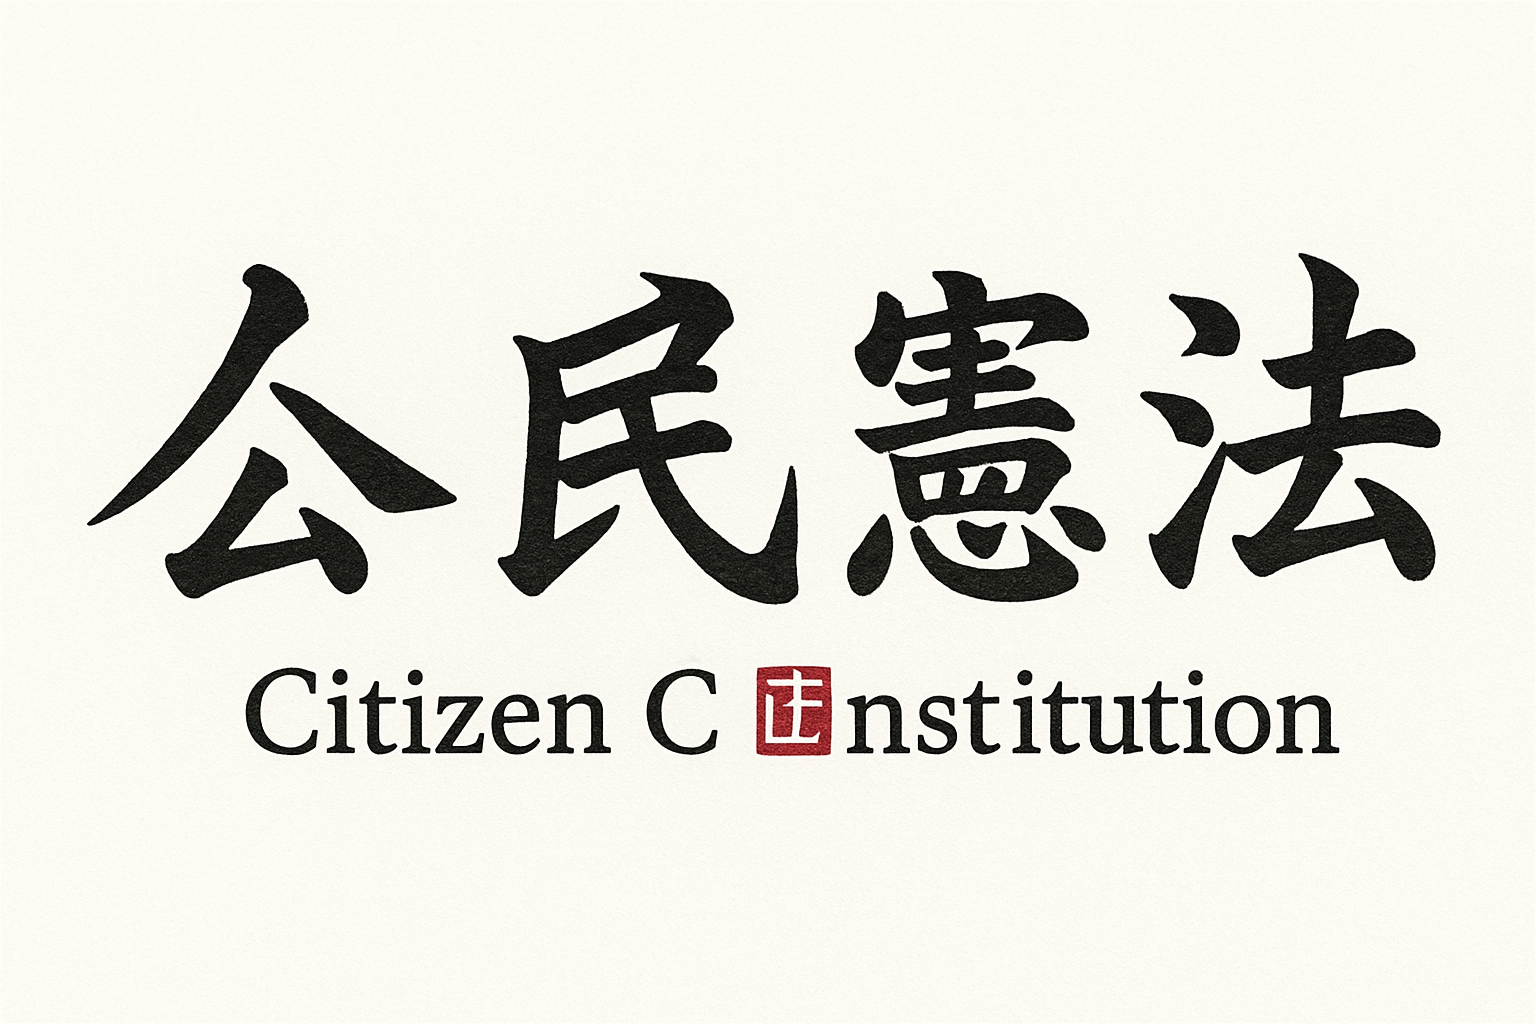 公民憲法
Citizen C nstitution